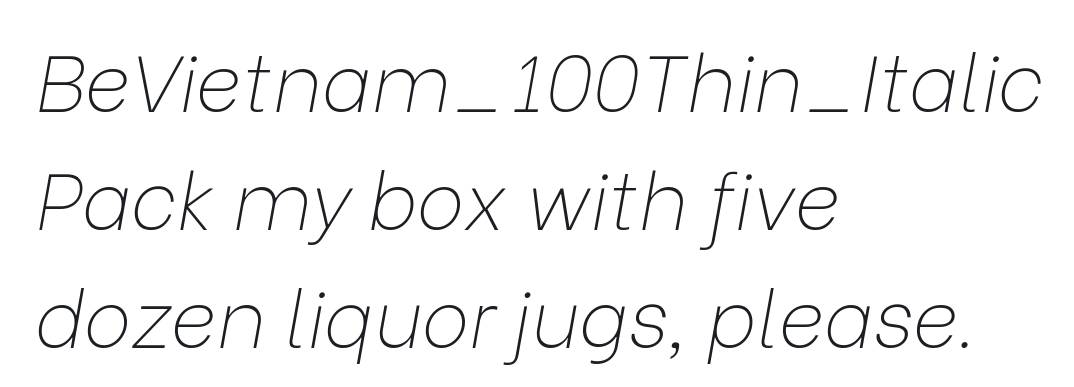 BeVietnam_100Thin_Italic
Pack my box with five
dozen liquor jugs, please.